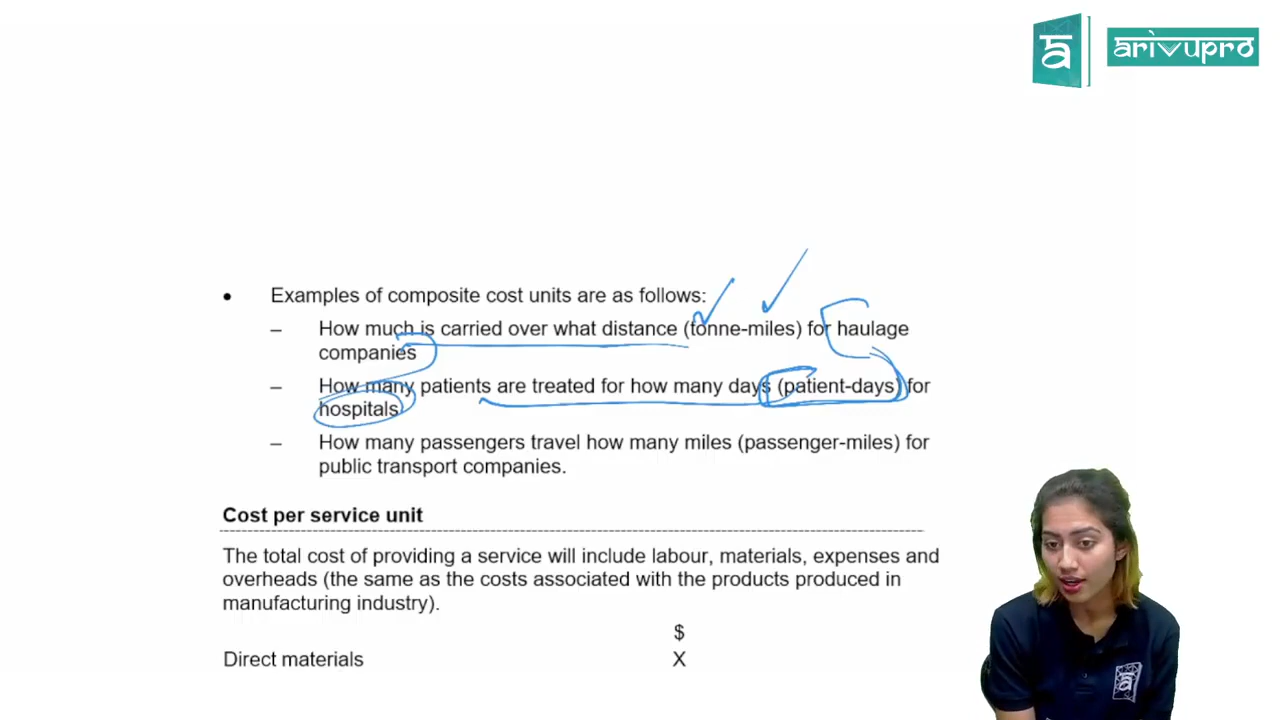 arivupro
• Examples of composite cost units are as follows:
– How much is carried over what distance (tonne-miles) for haulage
companies
– How many patients are treated for how many days (patient-days) for
hospitals
– How many passengers travel how many miles (passenger-miles) for
public transport companies.
Cost per service unit
The total cost of providing a service will include labour, materials, expenses and
overheads (the same as the costs associated with the products produced in
manufacturing industry).
$
Direct materials X